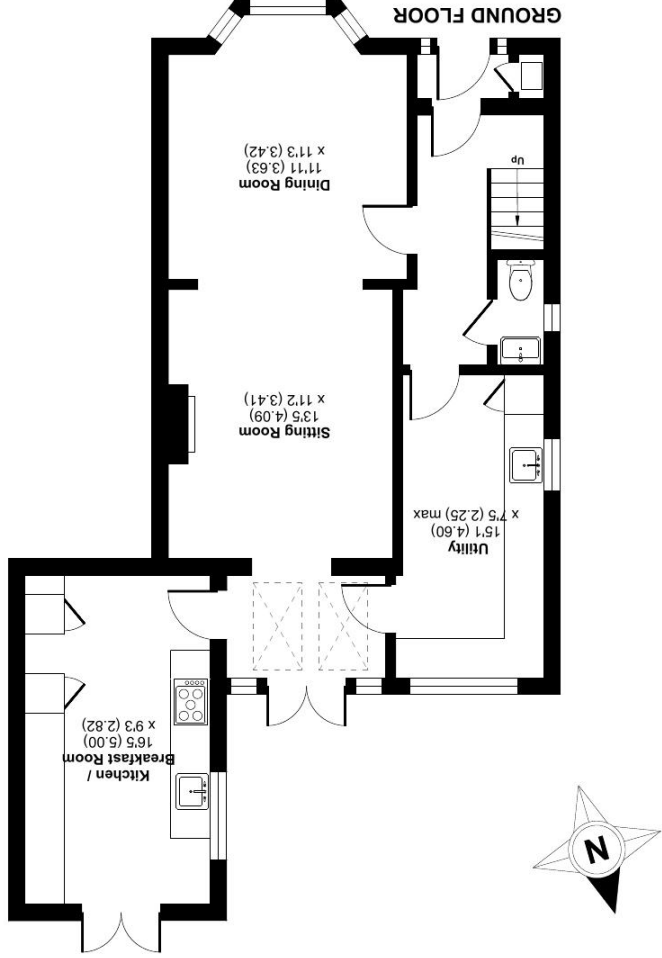 Kitchen /
Breakfast Room
16'5 (5.00)
x 9'3 (2.82)
Utility
15'1 (4.60)
x 7'5 (2.25) max
Sitting Room
13'5 (4.09)
x 11'2 (3.41)
Dining Room
11'11 (3.63)
x 11'3 (3.42)
Up
GROUND FLOOR
N